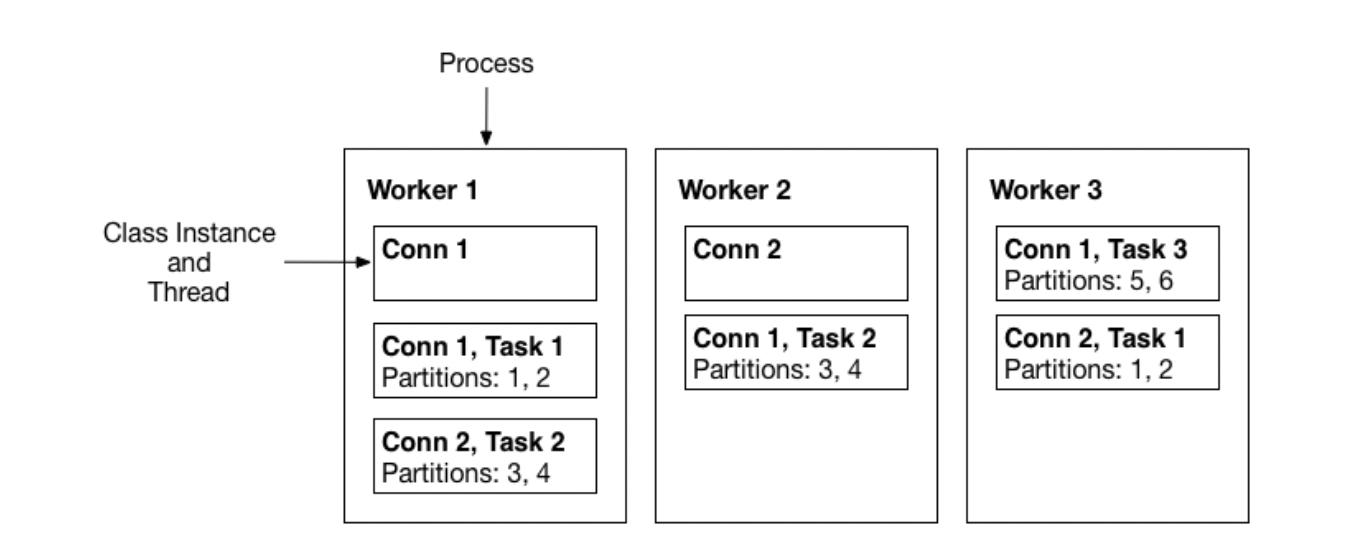 Process
Class Instance
and
Thread
Worker 1
Conn 1
Conn 1, Task 1
Partitions: 1, 2
Conn 2, Task 2
Partitions: 3, 4
Worker 2
Conn 2
Conn 1, Task 2
Partitions: 3, 4
Worker 3
Conn 1, Task 3
Partitions: 5, 6
Conn 2, Task 1
Partitions: 1, 2